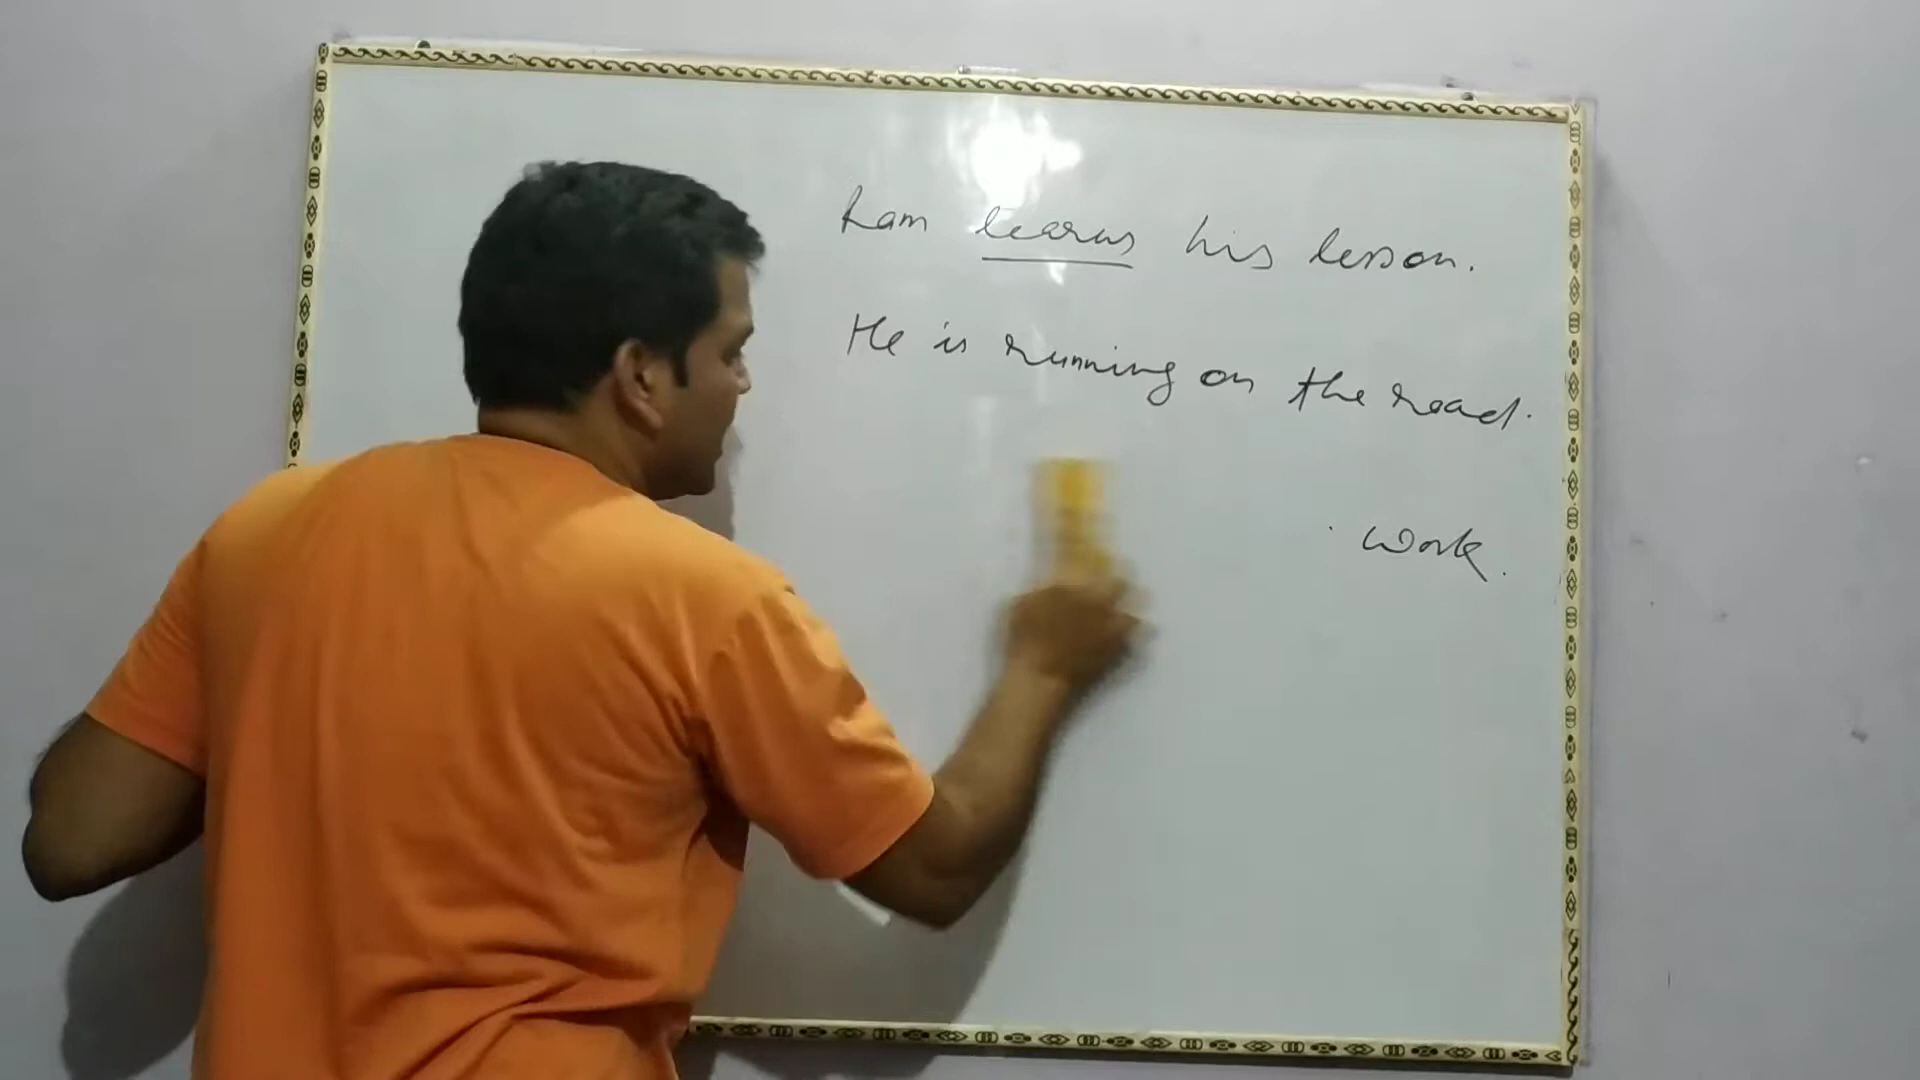 Ram learns his lesson.
He is running on the road.
work.